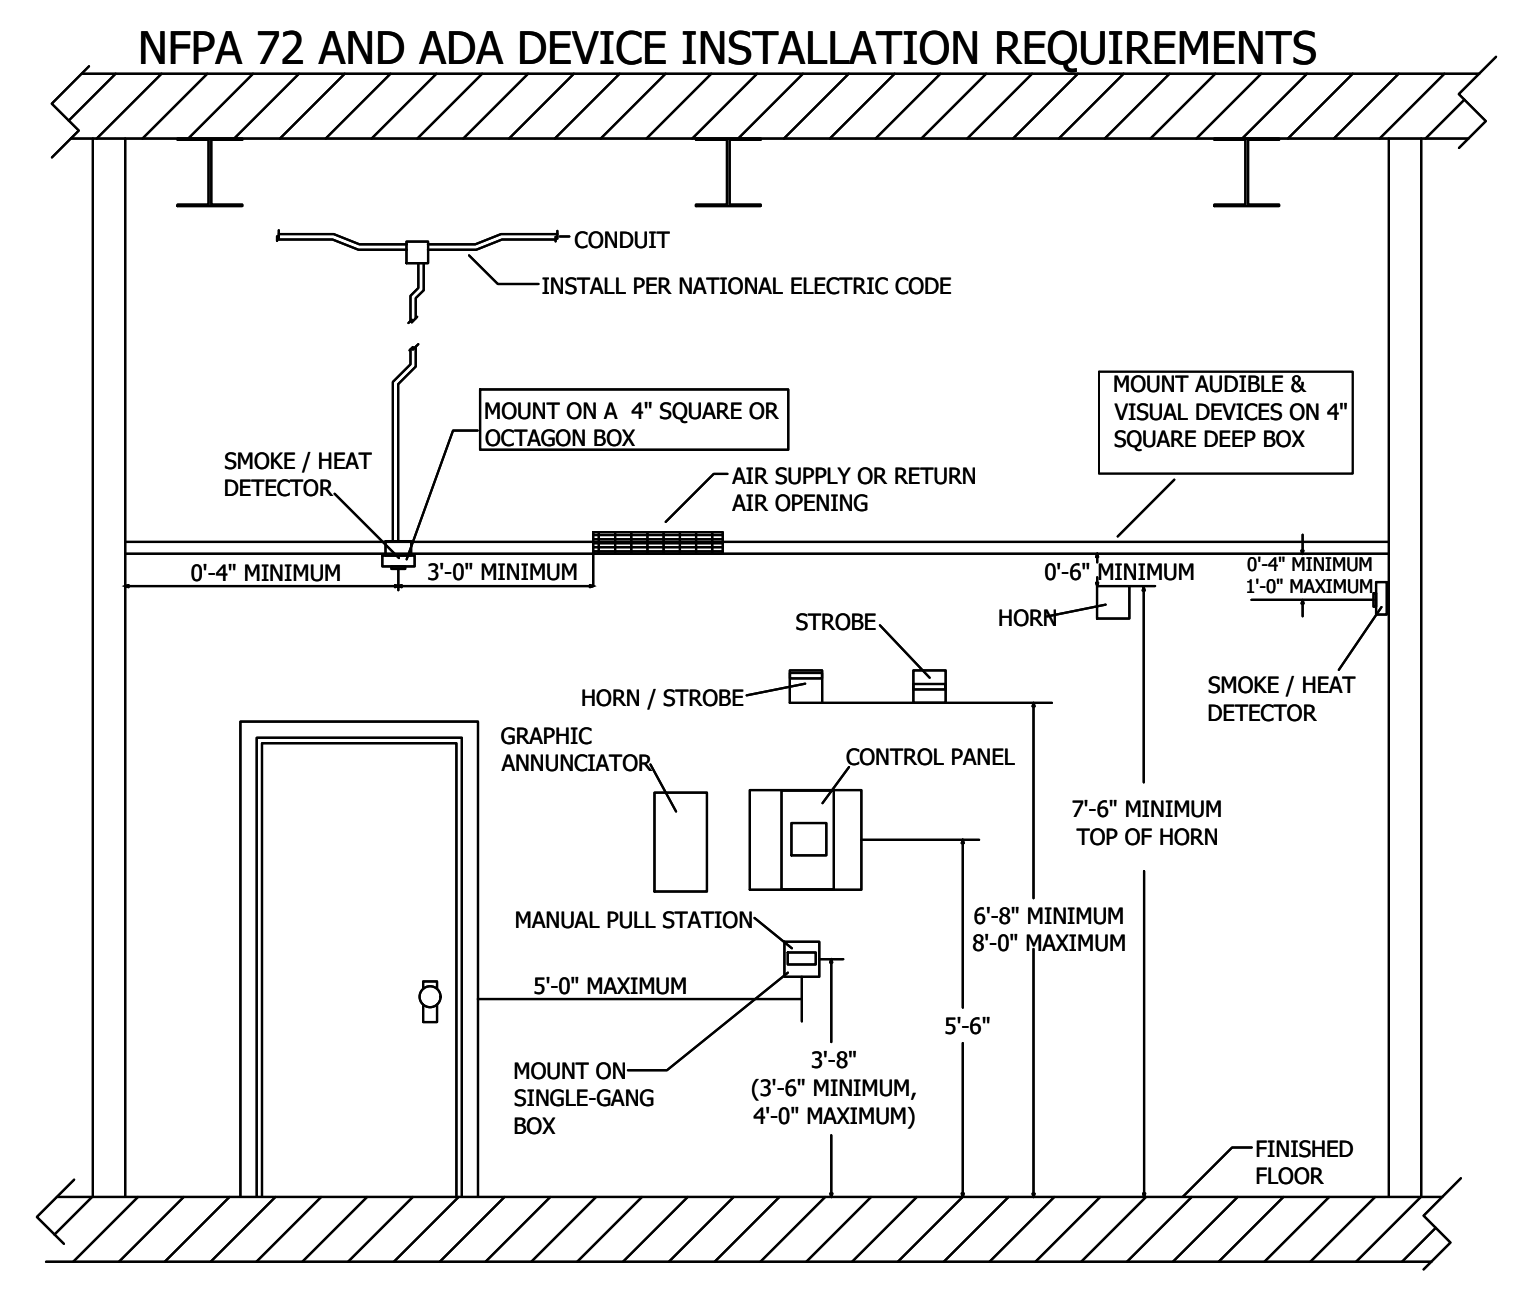 NFPA 72 AND ADA DEVICE INSTALLATION REQUIREMENTS
CONDUIT
INSTALL PER NATIONAL ELECTRIC CODE
MOUNT ON A 4" SQUARE OR
OCTAGON BOX
MOUNT AUDIBLE &
VISUAL DEVICES ON 4"
SQUARE DEEP BOX
SMOKE / HEAT
DETECTOR
AIR SUPPLY OR RETURN
AIR OPENING
0'-4" MINIMUM
3'-0" MINIMUM
0'-6" MINIMUM
0'-4" MINIMUM
1'-0" MAXIMUM
HORN
STROBE
HORN / STROBE
SMOKE / HEAT
DETECTOR
GRAPHIC
ANNUNCIATOR
CONTROL PANEL
7'-6" MINIMUM
TOP OF HORN
MANUAL PULL STATION
6'-8" MINIMUM
8'-0" MAXIMUM
5'-0" MAXIMUM
5'-6"
3'-8"
(3'-6" MINIMUM,
4'-0" MAXIMUM)
MOUNT ON
SINGLE-GANG
BOX
FINISHED
FLOOR